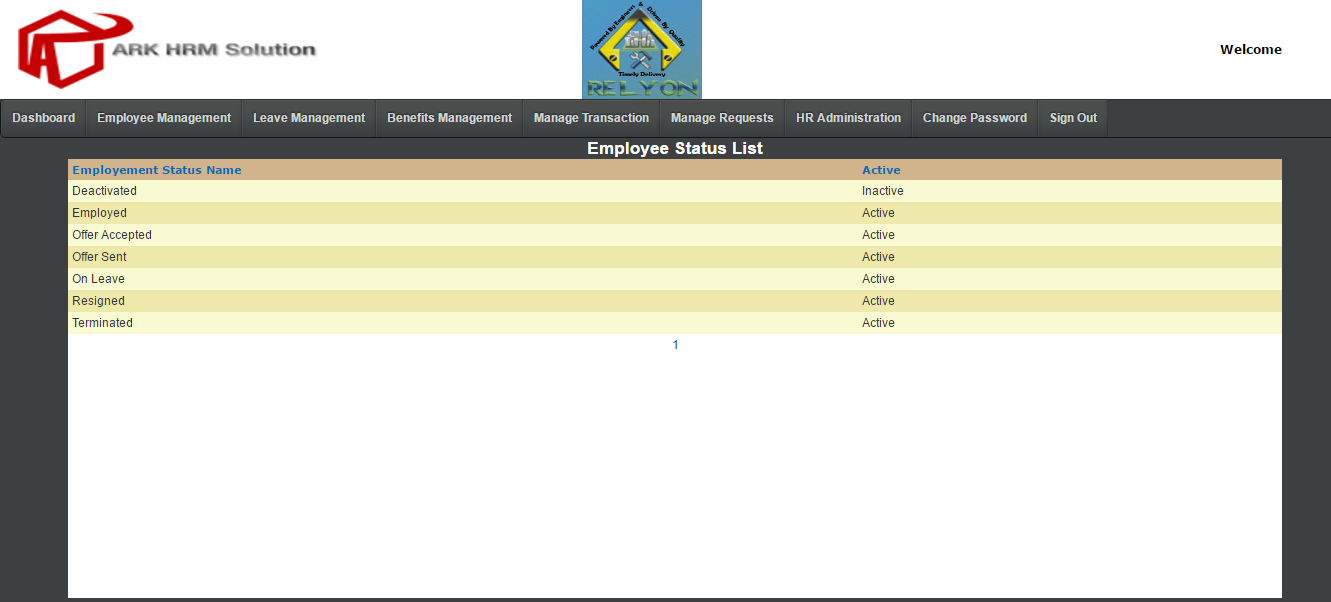 ARK HRM Solution
Powered By Engineers & Driven By Quality
Timely Delivery
RELYON
Welcome
Dashboard Employee Management Leave Management Benefits Management Manage Transaction Manage Requests HR Administration Change Password Sign Out
Employee Status List
Employement Status Name Active
Deactivated Inactive
Employed Active
Offer Accepted Active
Offer Sent Active
On Leave Active
Resigned Active
Terminated Active
1